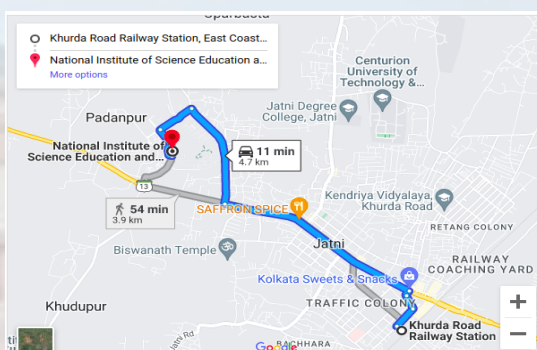 Khurda Road Railway Station, East Coast...
National Institute of Science Education a...
More options
Centurion
University of
Technology &...
Jatni Degree
College, Jatni
Padanpur
National Institute of
Science Education and...
11 min
4.7 km
13
54 min
3.9 km
SAFFRON SPICE
Kendriya Vidyalaya,
Khurda Road
RETANG COLONY
Biswanath Temple
Jatni
RAILWAY
COACHING YARD
Kolkata Sweets & Snacks
Khudupur
TRAFFIC COLONY
Khurda Road
Railway Station
Jatni Rd
Google
BACHHARA
+
−